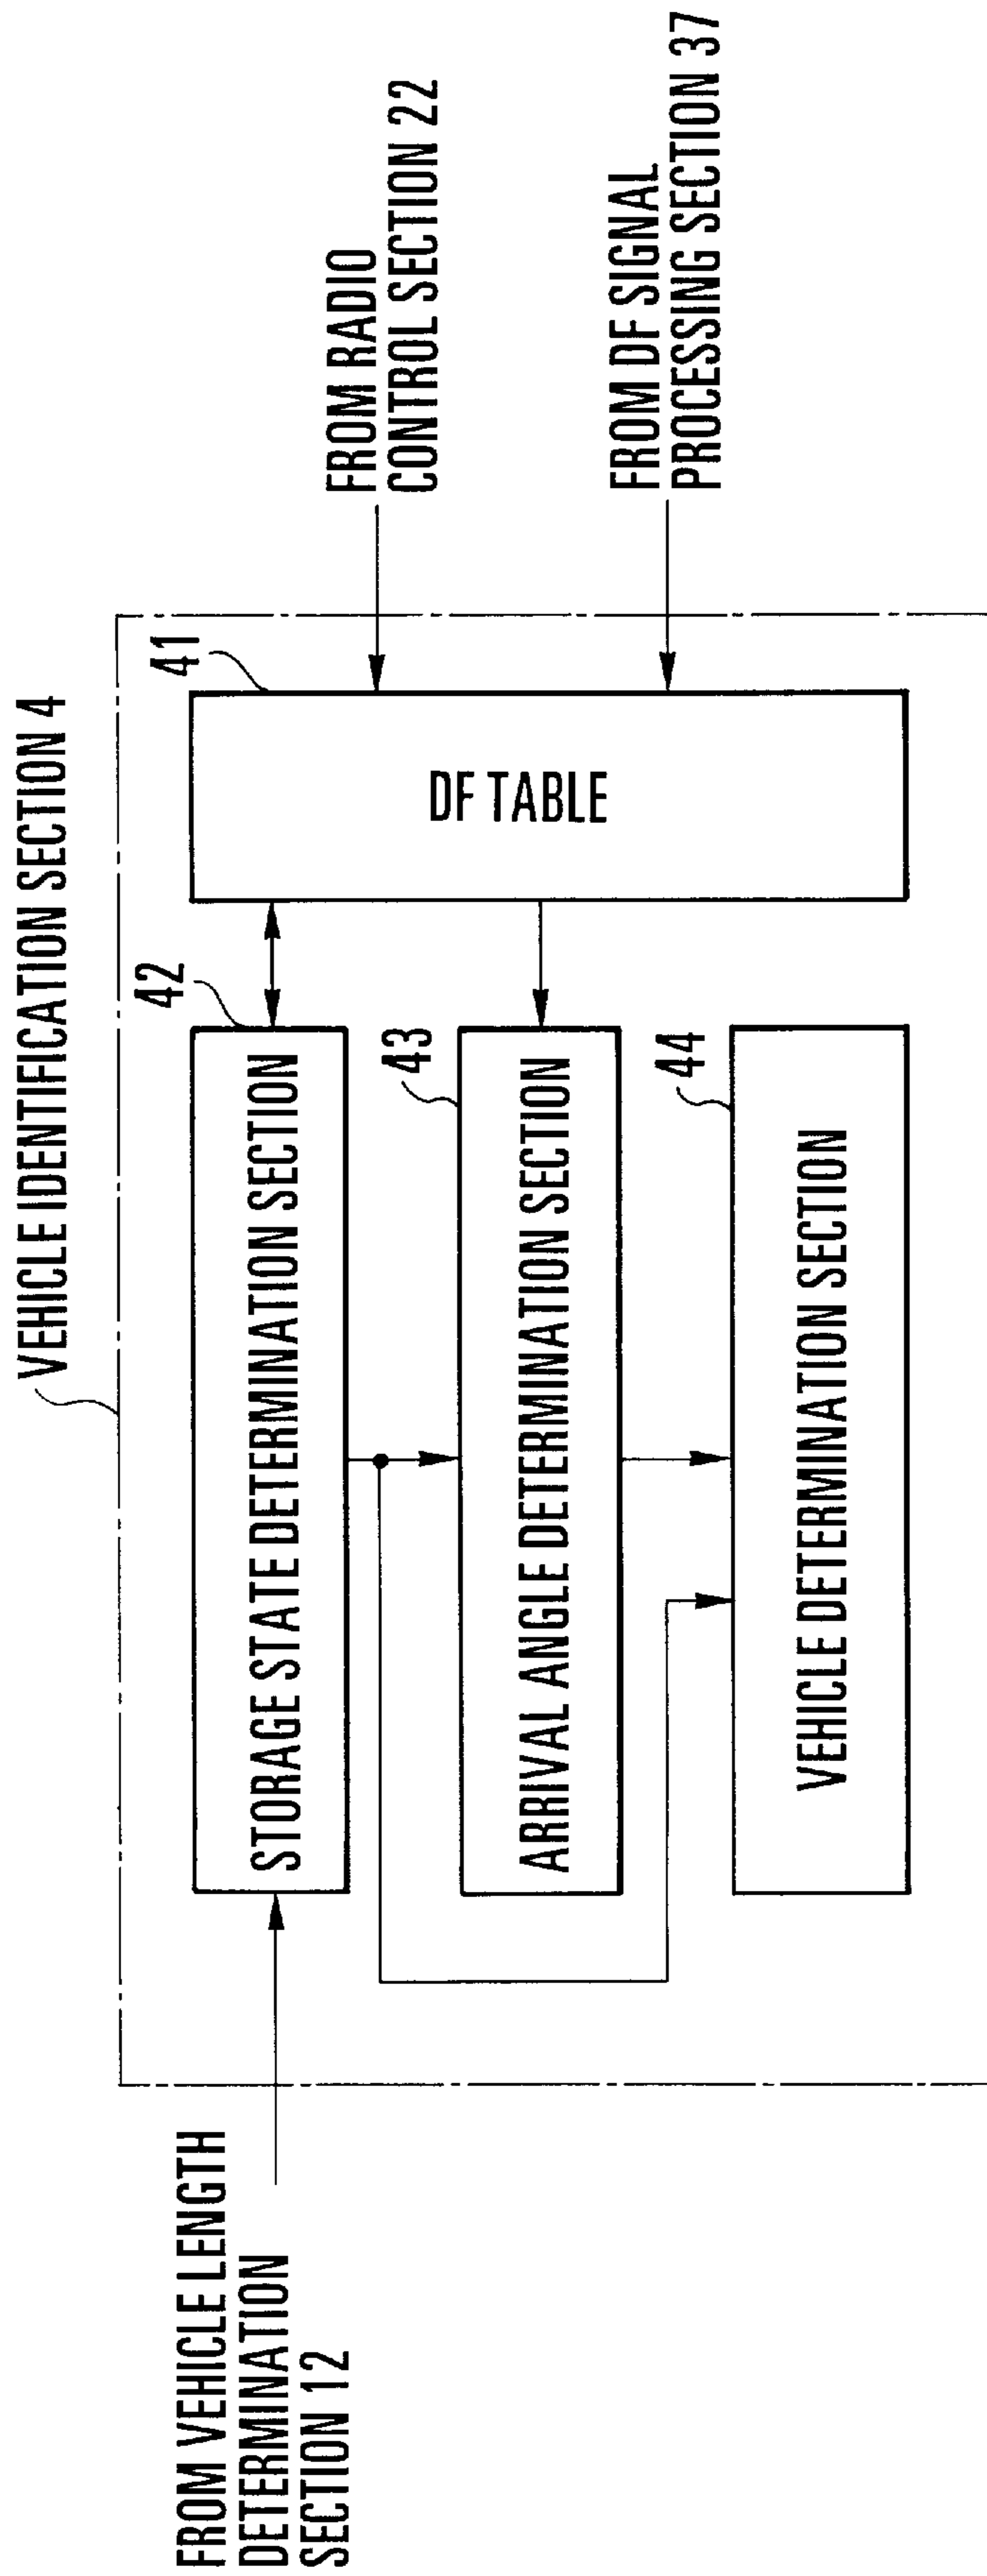 VEHICLE IDENTIFICATION SECTION 4
FROM VEHICLE LENGTH
DETERMINATION
SECTION 12
42
STORAGE STATE DETERMINATION SECTION
43
ARRIVAL ANGLE DETERMINATION SECTION
44
VEHICLE DETERMINATION SECTION
41
DF TABLE
FROM RADIO
CONTROL SECTION 22
FROM DF SIGNAL
PROCESSING SECTION 37